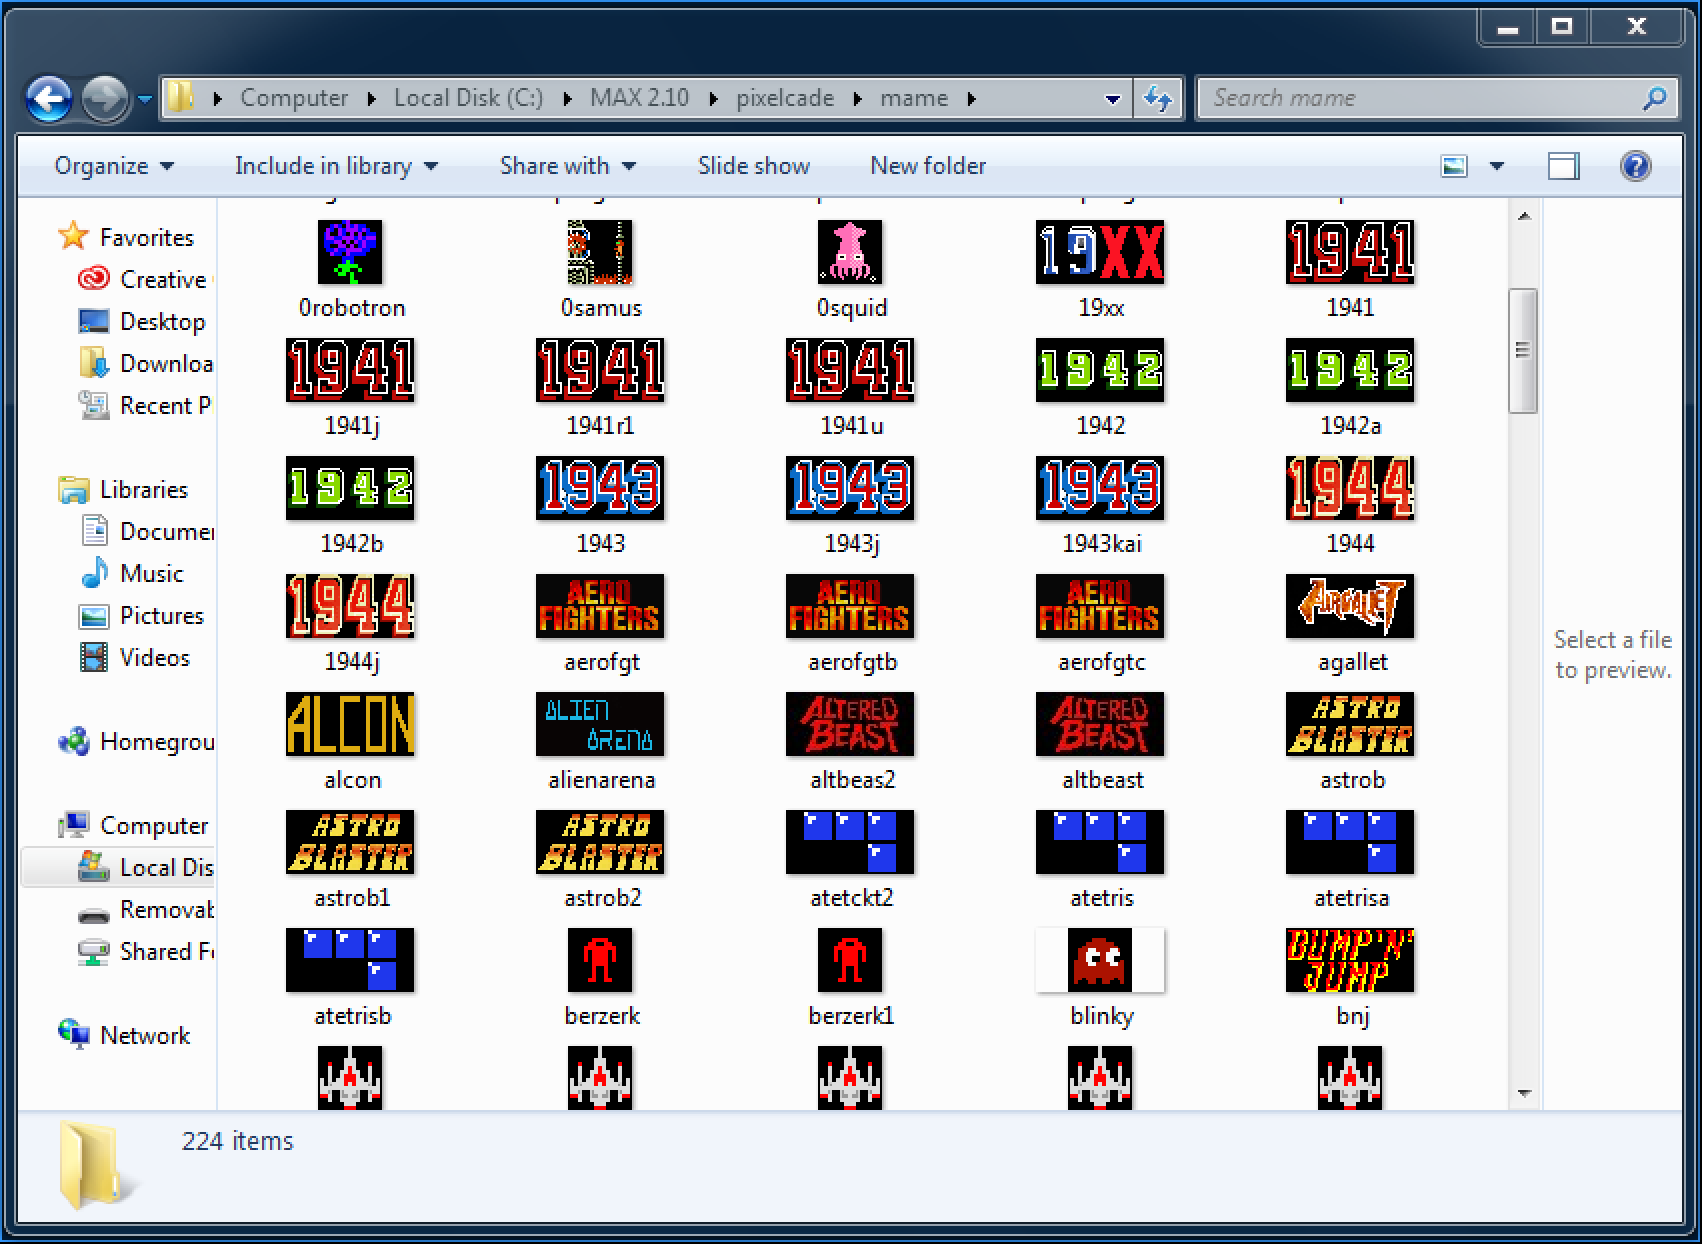 Computer Local Disk (C:) MAX 2.10 pixelcade mame
Search mame
Organize Include in library Share with Slide show New folder
Favorites
Creative
Desktop
Downloa
Recent P
Libraries
Documen
Music
Pictures
Videos
Homegrou
Computer
Local Dis
Removab
Shared Fo
Network
19XX 1941
0robotron 0samus 0squid 19xx 1941
1941 1941 1941 1942 1942
1941j 1941r1 1941u 1942 1942a
1942 1943 1943 1943 1944
1942b 1943 1943j 1943kai 1944
1944 AERO FIGHTERS AERO FIGHTERS AERO FIGHTERS AIRGALLET
1944j aerofgt aerofgtb aerofgtc agallet
ALCON ALIEN ARENA ALTERED BEAST ALTERED BEAST ASTRO BLASTER
alcon alienarena altbeas2 altbeast astrob
ASTRO BLASTER ASTRO BLASTER
astrob1 astrob2 atetckt2 atetris atetrisa
BUMP'N' JUMP
atetrisb berzerk berzerk1 blinky bnj
Select a file
to preview.
224 items